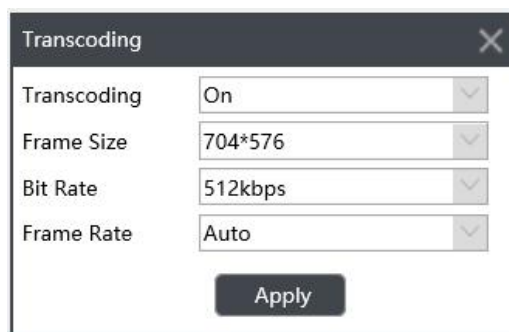 Transcoding
Transcoding On
Frame Size 704*576
Bit Rate 512kbps
Frame Rate Auto
Apply